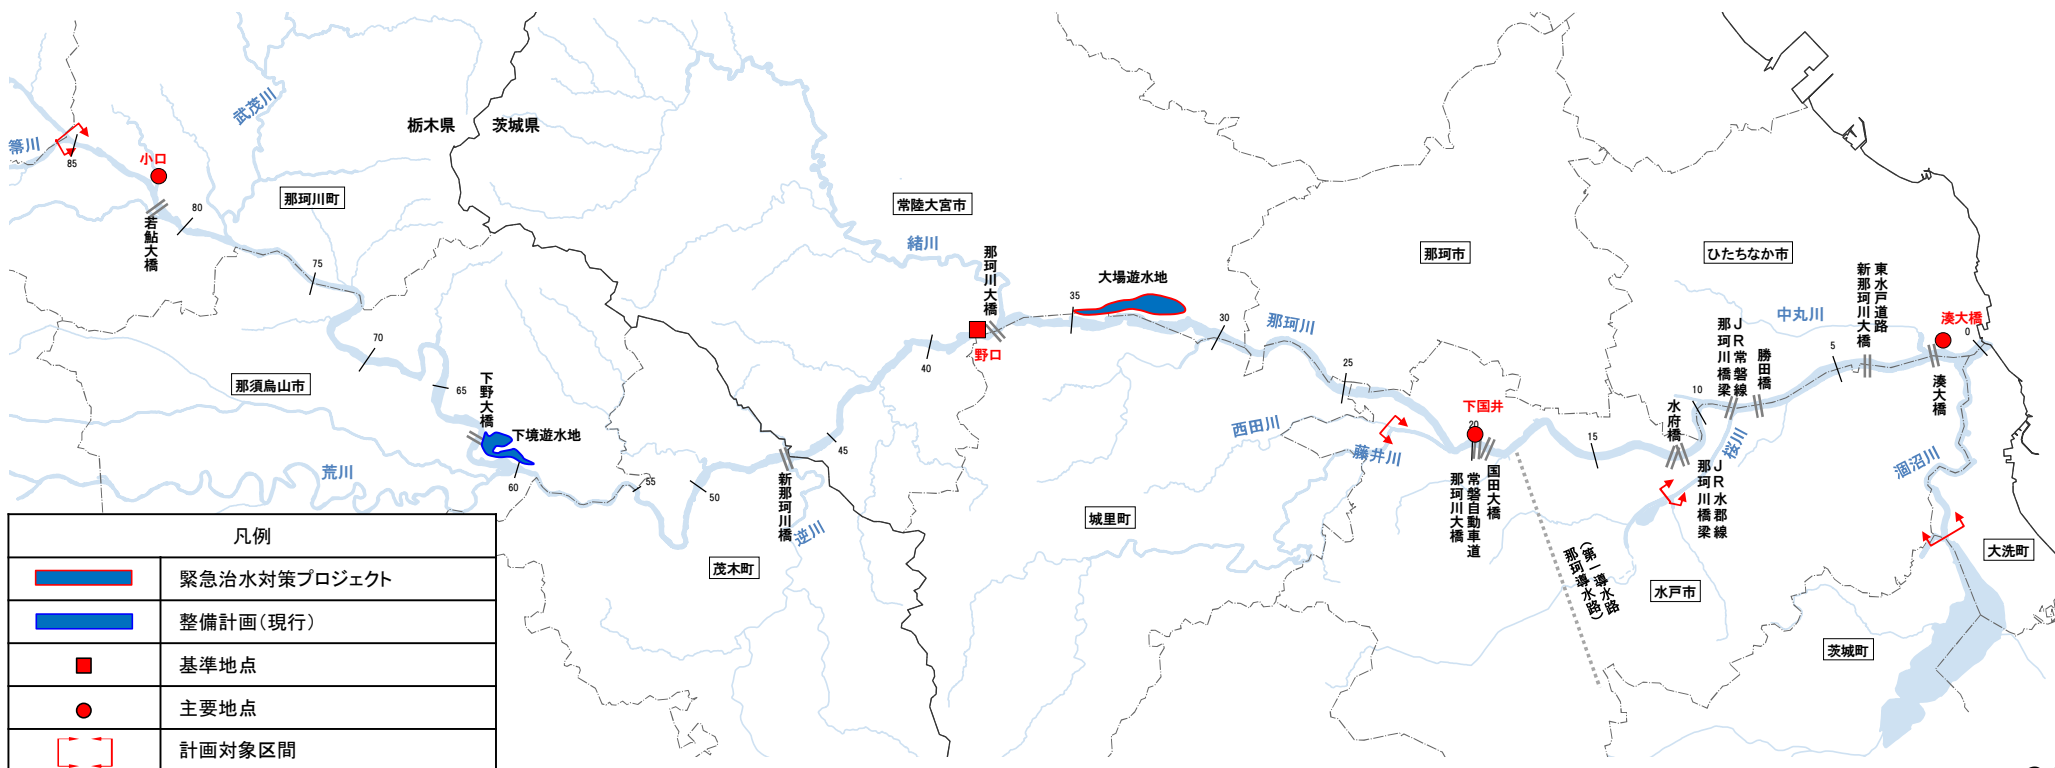 箒川
85
小口
若鮎大橋
80
武茂川
那珂川町
栃木県
茨城県
75
70
那須烏山市
65
下野大橋
下境遊水地
荒川
60
55
50
新那珂川橋
逆川
茂木町
45
40
常陸大宮市
緒川
那珂川大橋
野口
35
大場遊水地
30
那珂川
城里町
25
西田川
藤井川
下国井
20
常磐自動車道
那珂川大橋
国田大橋
那珂市
15
那珂導水路
(第一導水路)
水府橋
10
JR水郡線
那珂川橋梁
桜川
水戸市
JR常磐線
那珂川橋梁
勝田橋
ひたちなか市
中丸川
5
東水戸道路
新那珂川大橋
湊大橋
湊大橋
0
涸沼川
大洗町
茨城町
凡例
緊急治水対策プロジェクト
整備計画(現行)
基準地点
主要地点
計画対象区間